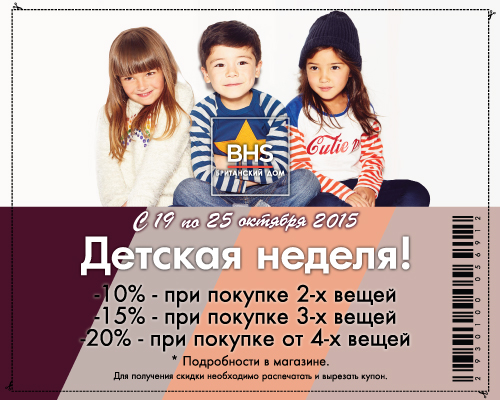 Cutie
BHS
БРИТАНСКИЙ ДОМ
С 19 по 25 октября 2015
Детская неделя!
-10% - при покупке 2-х вещей
-15% - при покупке 3-х вещей
-20% - при покупке от 4-х вещей
* Подробности в магазине.
Для получения скидки необходимо распечатать и вырезать купон.
2930100056912